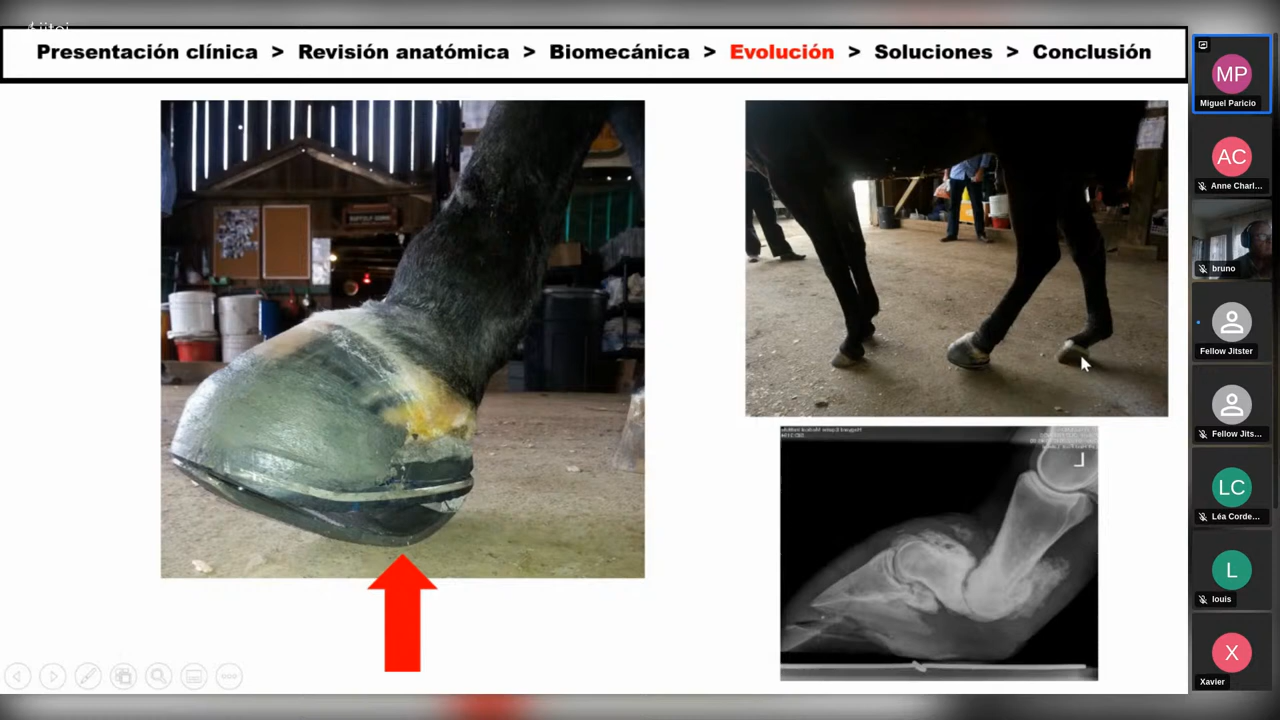 Presentación clínica > Revisión anatómica > Biomecánica > Evolución > Soluciones > Conclusión
MP
Miguel Paricio
AC
Anne Charl...
bruno
Fellow Jitster
Fellow Jits...
LC
Léa Corde...
L
louis
X
Xavier